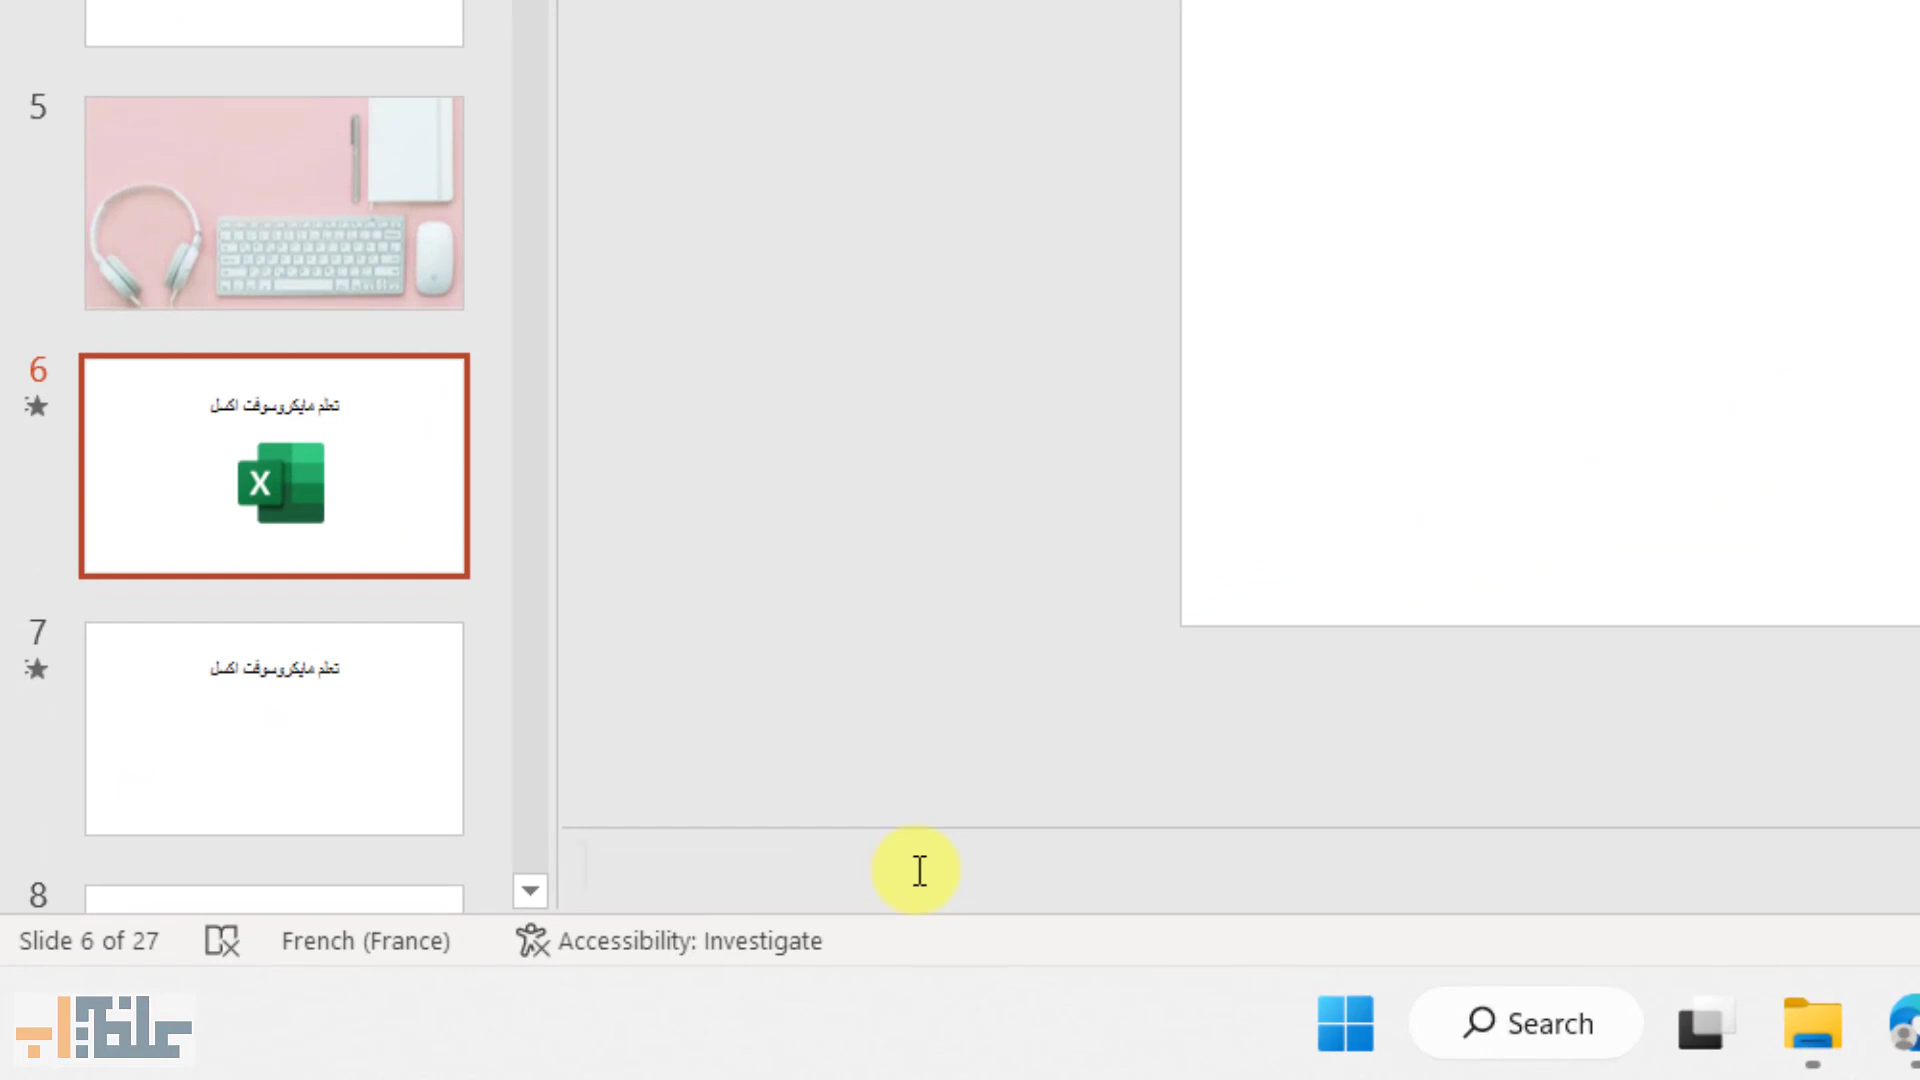 5
6
تعلم مايكروسوفت اكسل
X
7
تعلم مايكروسوفت اكسل
8
Slide 6 of 27
French (France)
Accessibility: Investigate
Search